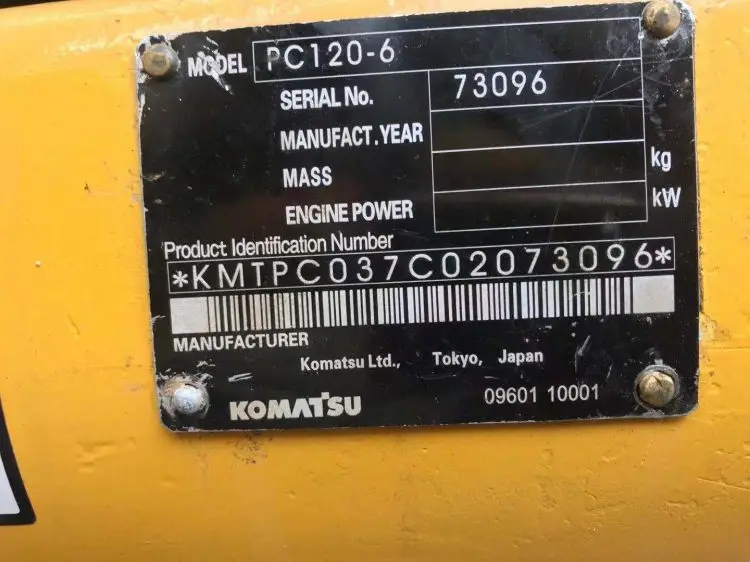 MODEL PC120-6
SERIAL No. 73096
MANUFACT.YEAR
MASS kg
ENGINE POWER kW
Product Identification Number
*KMTPC037C02073096*
MANUFACTURER
Komatsu Ltd., Tokyo, Japan
KOMATSU 09601 10001